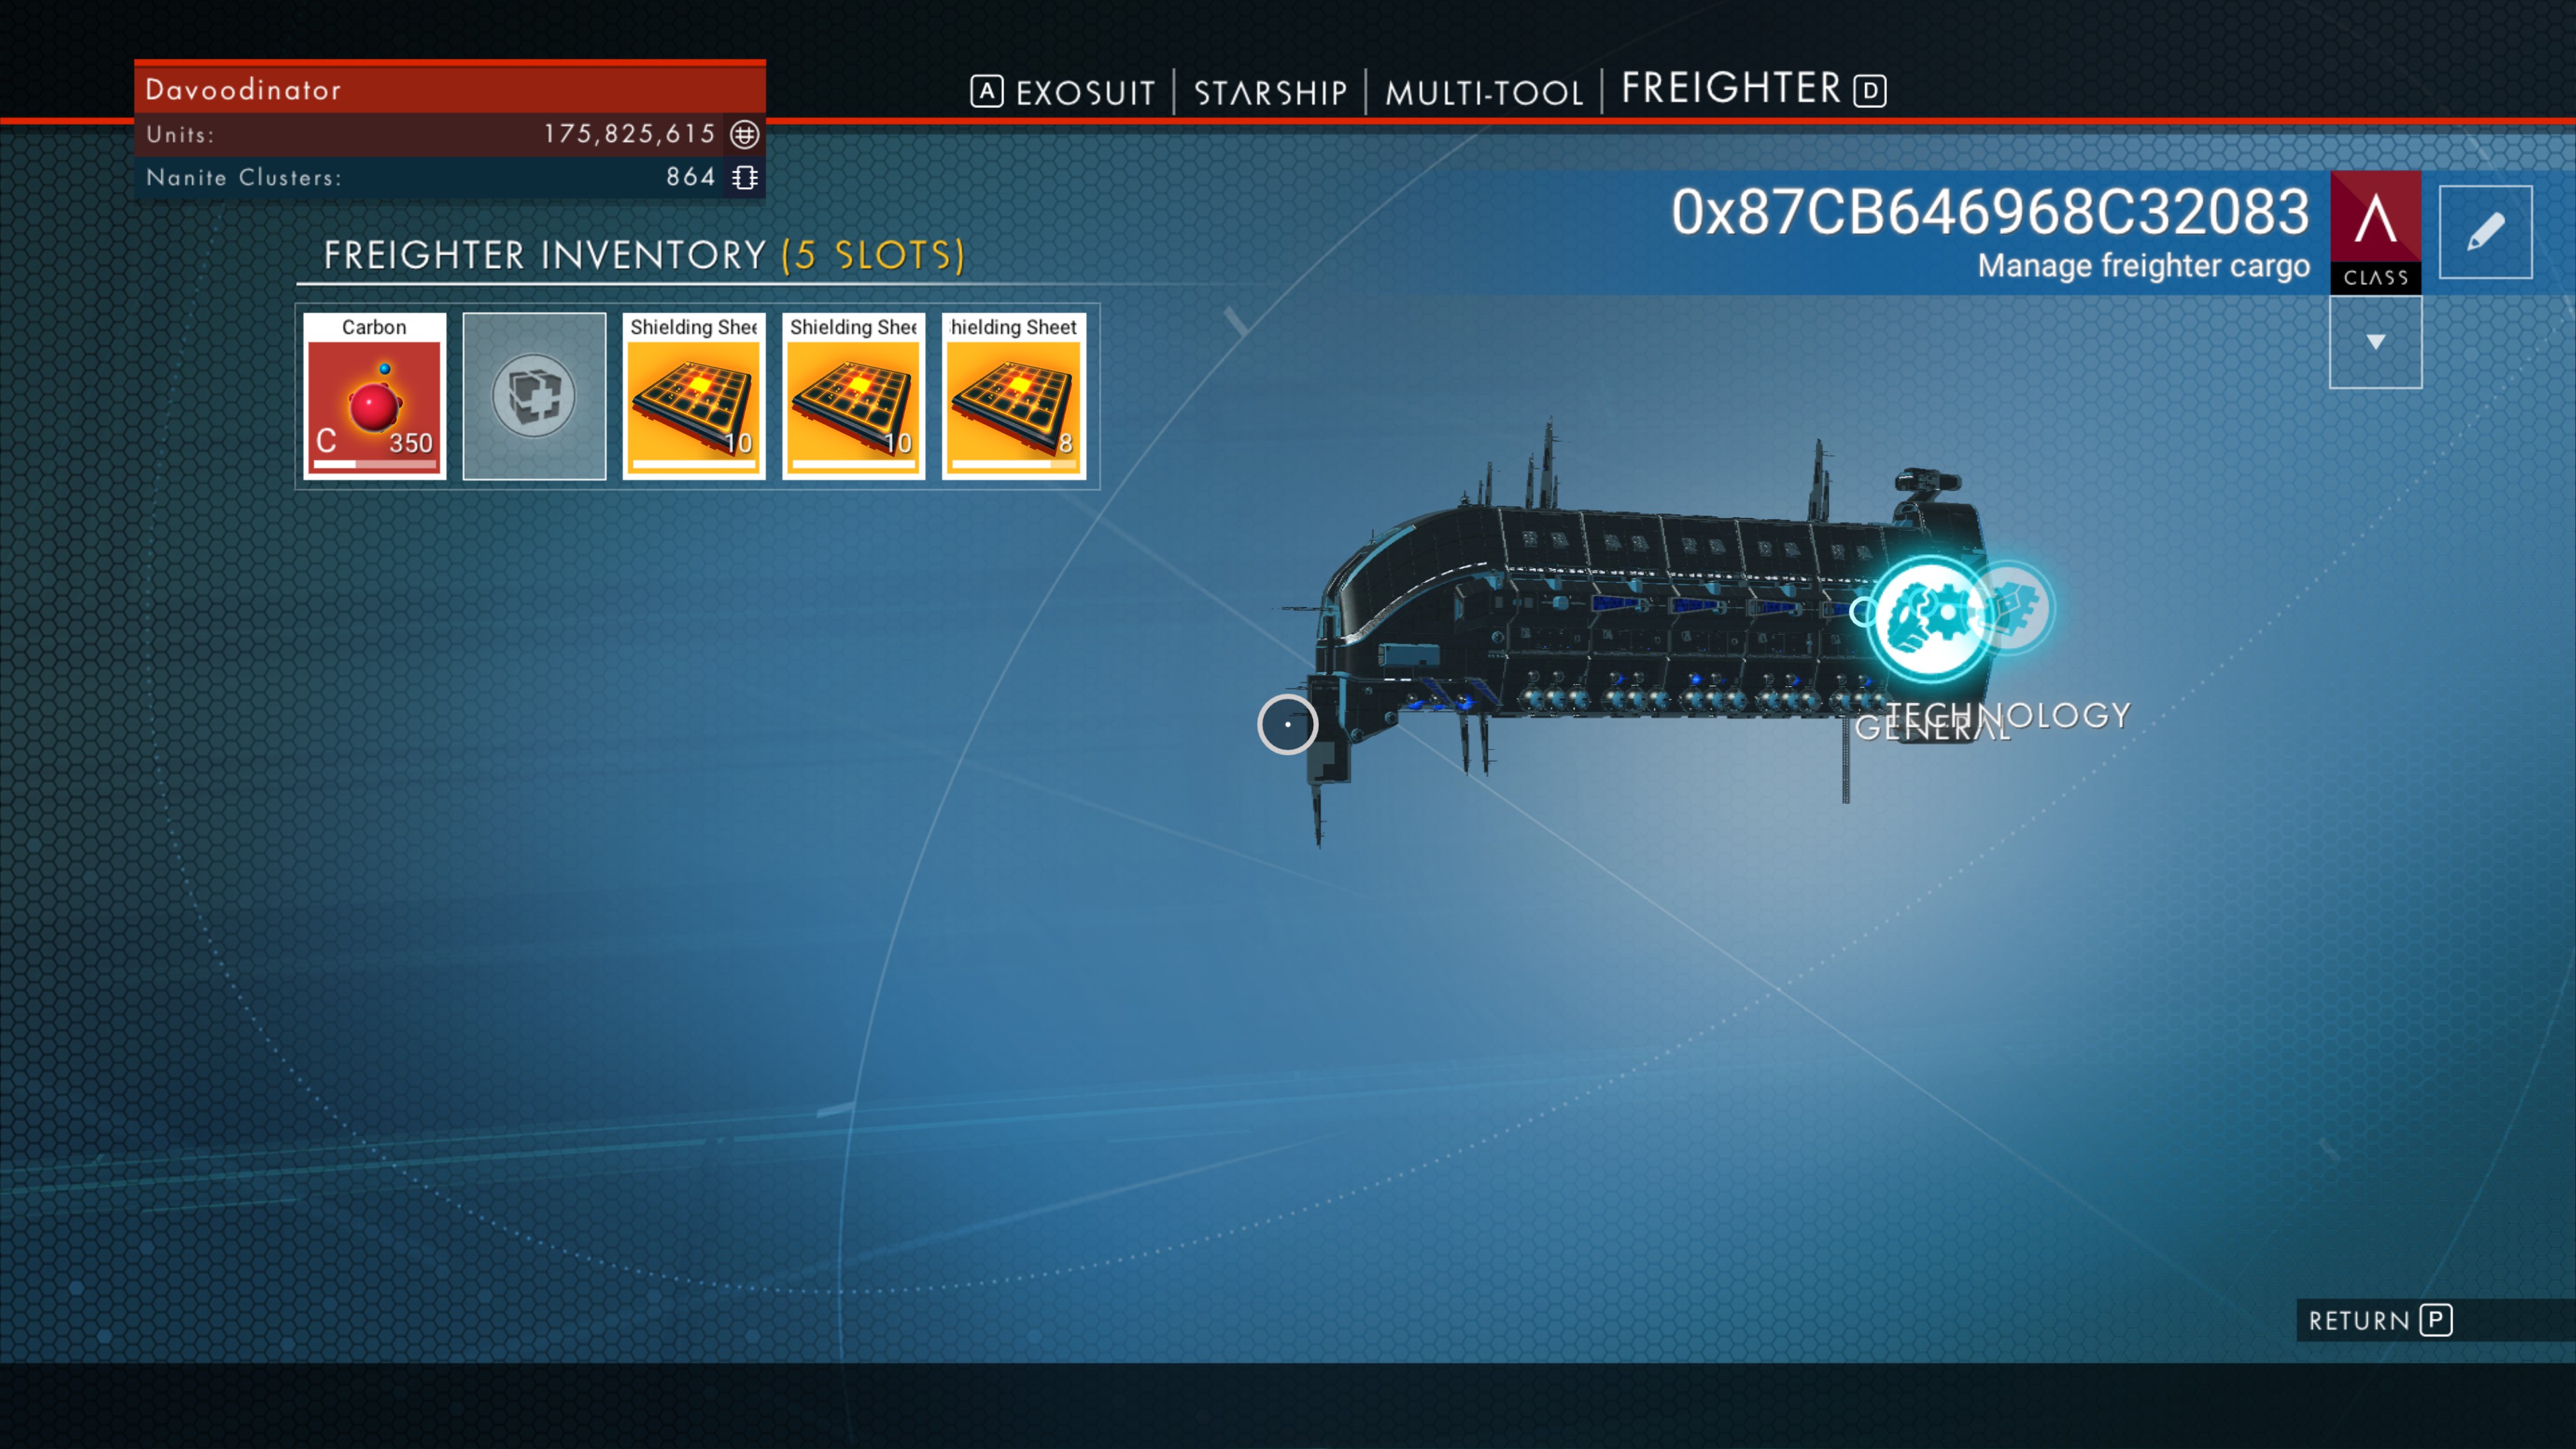 Davoodinator
Units: 175,825,615
Nanite Clusters: 864
A EXOSUIT STARSHIP MULTI-TOOL FREIGHTER D
0x87CB646968C32083
Manage freighter cargo
CLASS
FREIGHTER INVENTORY (5 SLOTS)
Carbon
C 350
Shielding Shee
10
Shielding Shee
10
hielding Sheet
8
TECHNOLOGY
GENERAL
RETURN P